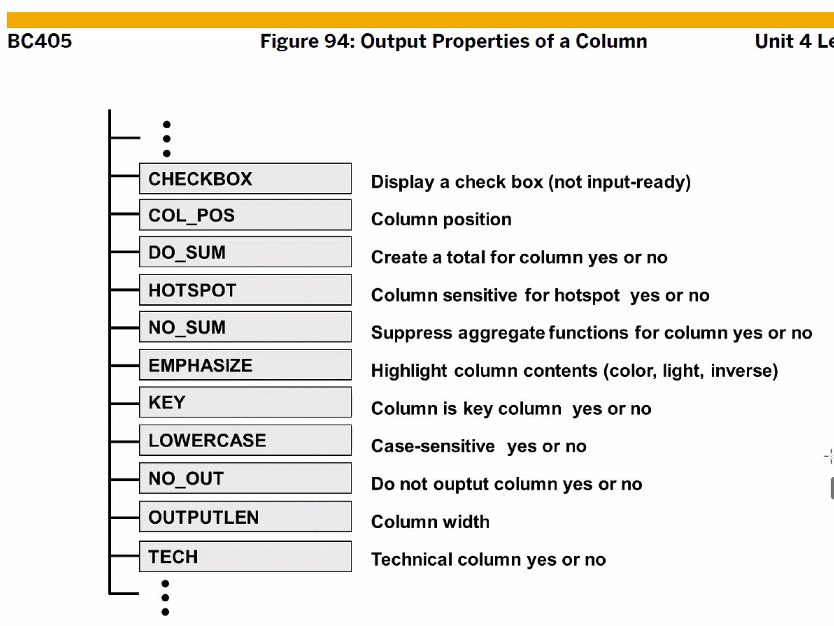 BC405 Figure 94: Output Properties of a Column Unit 4 Le
CHECKBOX Display a check box (not input-ready)
COL_POS Column position
DO_SUM Create a total for column yes or no
HOTSPOT Column sensitive for hotspot yes or no
NO_SUM Suppress aggregate functions for column yes or no
EMPHASIZE Highlight column contents (color, light, inverse)
KEY Column is key column yes or no
LOWERCASE Case-sensitive yes or no
NO_OUT Do not ouptut column yes or no
OUTPUTLEN Column width
TECH Technical column yes or no